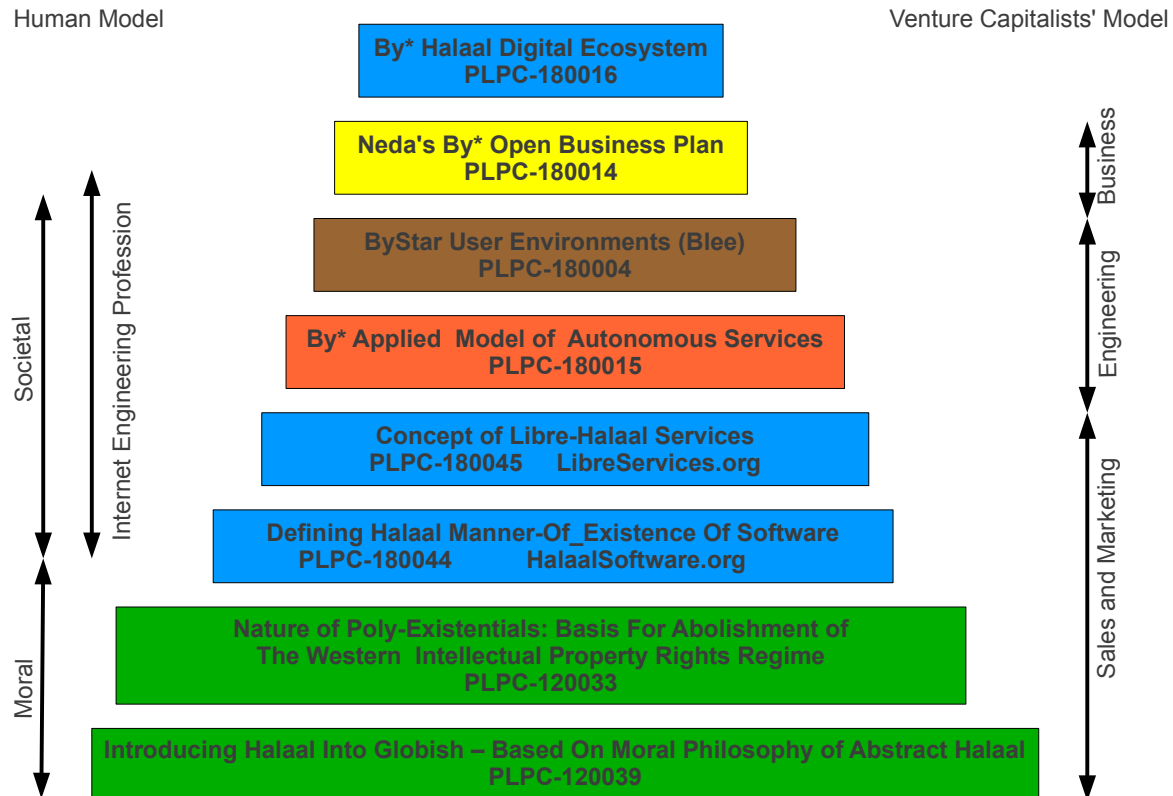 Human Model
Venture Capitalists' Model
By* Halaal Digital Ecosystem
PLPC-180016
Neda's By* Open Business Plan
PLPC-180014
ByStar User Environments (Blee)
PLPC-180004
By* Applied Model of Autonomous Services
PLPC-180015
Concept of Libre-Halaal Services
PLPC-180045 LibreServices.org
Defining Halaal Manner-Of_Existence Of Software
PLPC-180044 HalaalSoftware.org
Nature of Poly-Existentials: Basis For Abolishment of
The Western Intellectual Property Rights Regime
PLPC-120033
Introducing Halaal Into Globish – Based On Moral Philosophy of Abstract Halaal
PLPC-120039
Societal
Moral
Internet Engineering Profession
Business
Engineering
Sales and Marketing